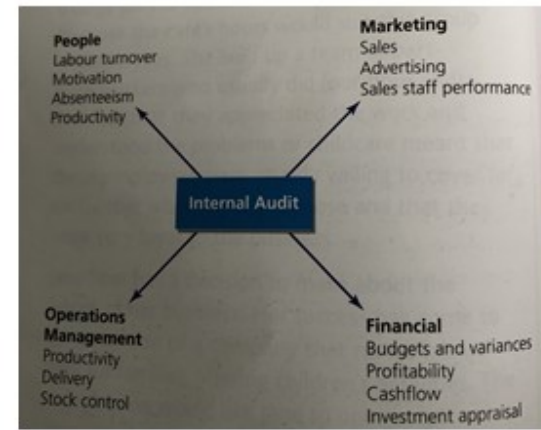 People
Labour turnover
Motivation
Absenteeism
Productivity
Marketing
Sales
Advertising
Sales staff performance
Internal Audit
Operations
Management
Productivity
Delivery
Stock control
Financial
Budgets and variances
Profitability
Cashflow
Investment appraisal